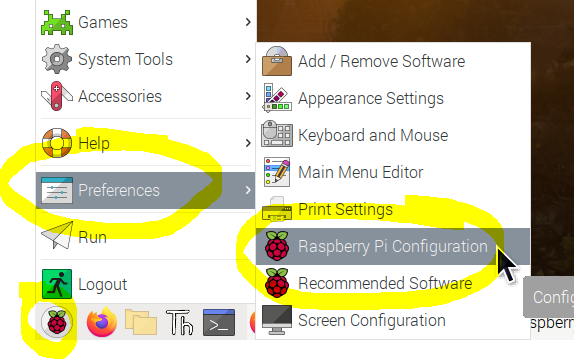 Games
System Tools
Accessories
Help
Preferences
Run
Logout
Add / Remove Software
Appearance Settings
Keyboard and Mouse
Main Menu Editor
Print Settings
Raspberry Pi Configuration
Recommended Software
Screen Configuration
Th
Config
spberr